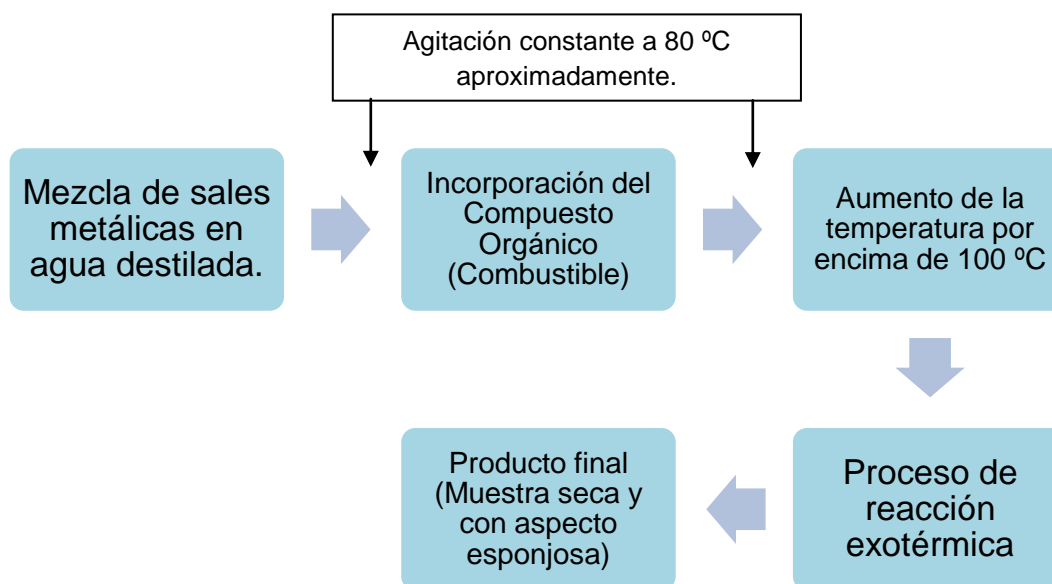 Agitación constante a 80 ºC
aproximadamente.
Mezcla de sales
metálicas en
agua destilada.
Incorporación del
Compuesto
Orgánico
(Combustible)
Aumento de la
temperatura por
encima de 100 ºC
Proceso de
reacción
exotérmica
Producto final
(Muestra seca y
con aspecto
esponjosa)